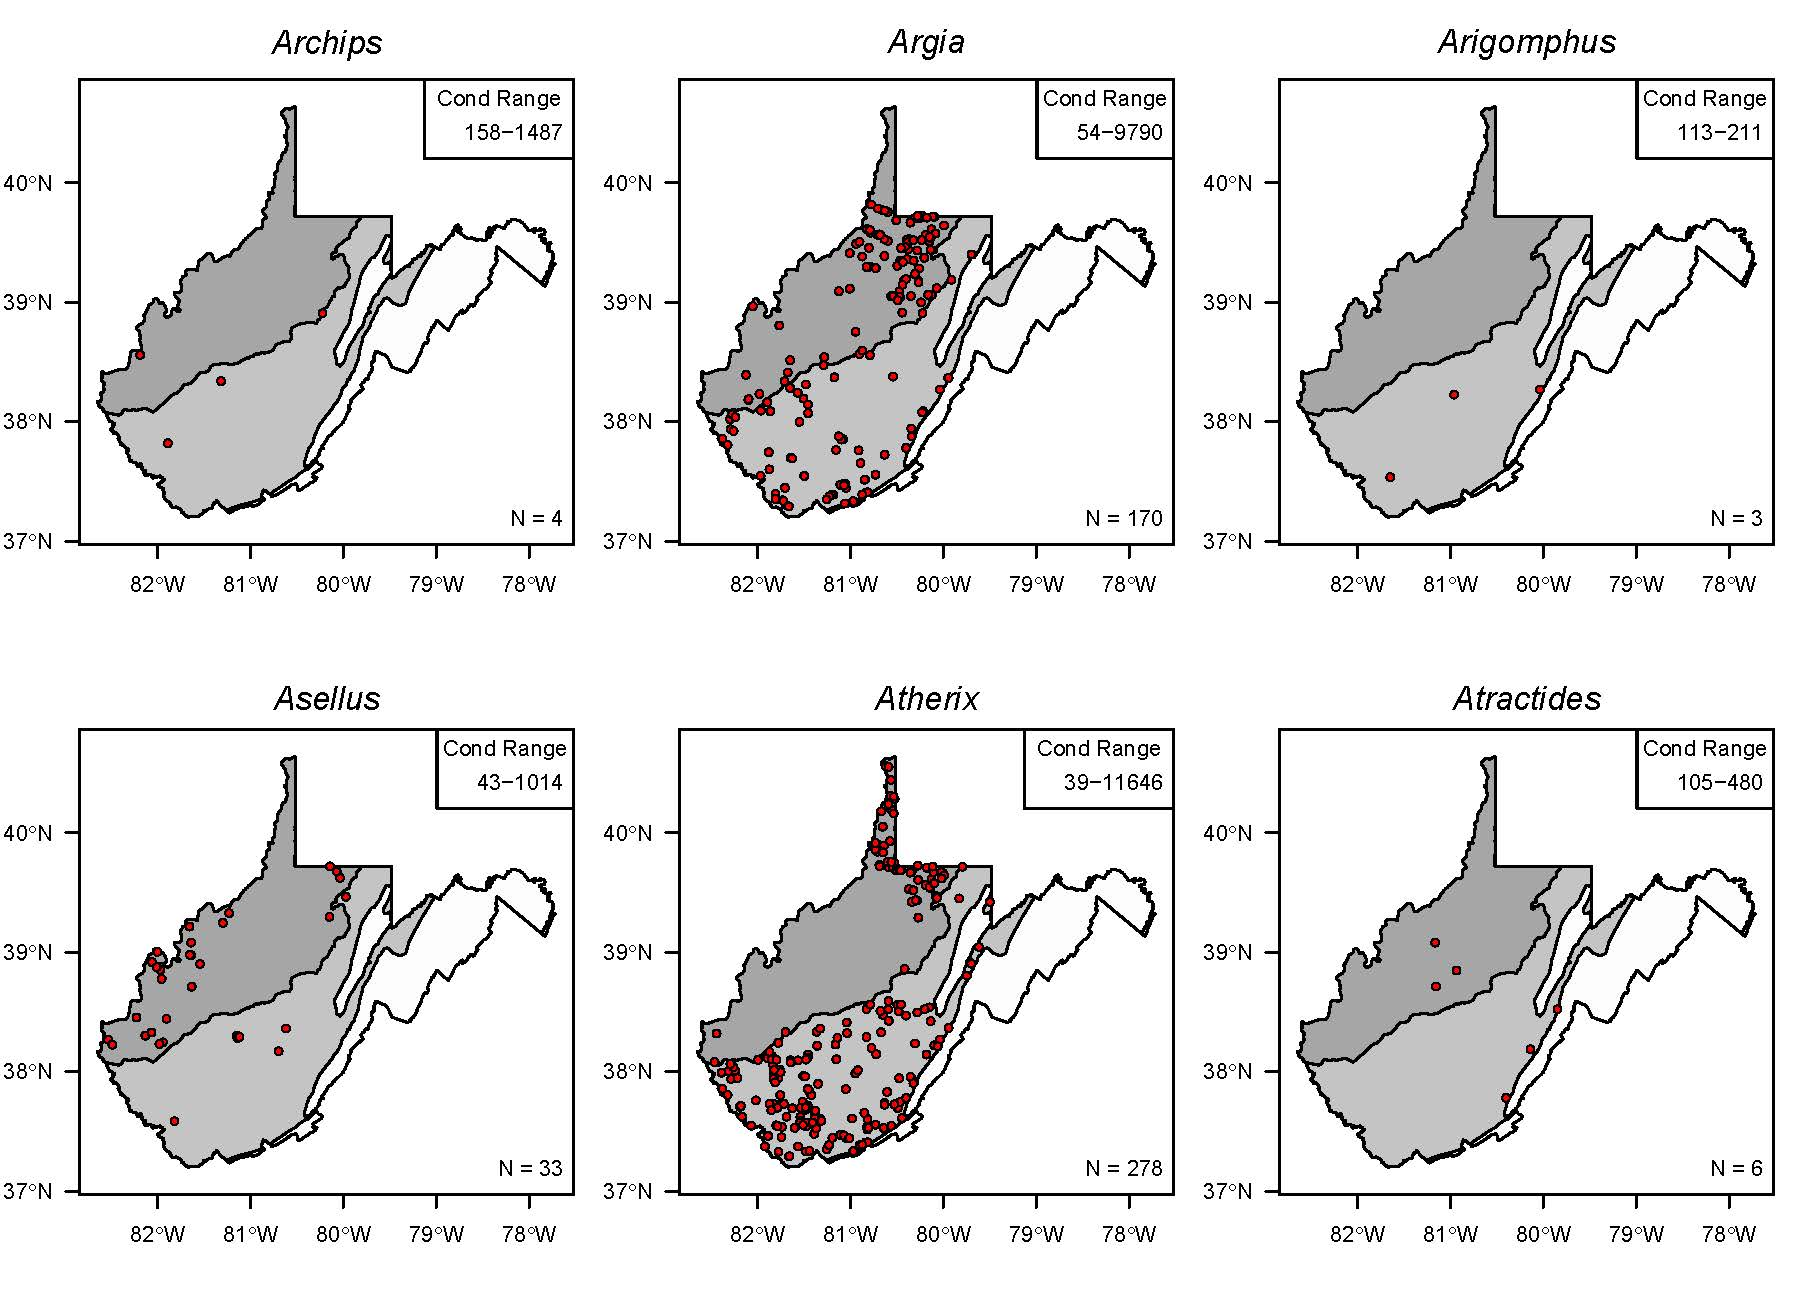 Archips Argia Arigomphus
Cond Range Cond Range Cond Range
158−1487 54−9790 113−211
40°N 40°N 40°N
39°N 39°N 39°N
38°N 38°N 38°N
N = 4 N = 170 N = 3
37°N 37°N 37°N
82°W 81°W 80°W 79°W 78°W 82°W 81°W 80°W 79°W 78°W 82°W 81°W 80°W 79°W 78°W
Asellus Atherix Atractides
Cond Range Cond Range Cond Range
43−1014 39−11646 105−480
40°N 40°N 40°N
39°N 39°N 39°N
38°N 38°N 38°N
N = 33 N = 278 N = 6
37°N 37°N 37°N
82°W 81°W 80°W 79°W 78°W 82°W 81°W 80°W 79°W 78°W 82°W 81°W 80°W 79°W 78°W